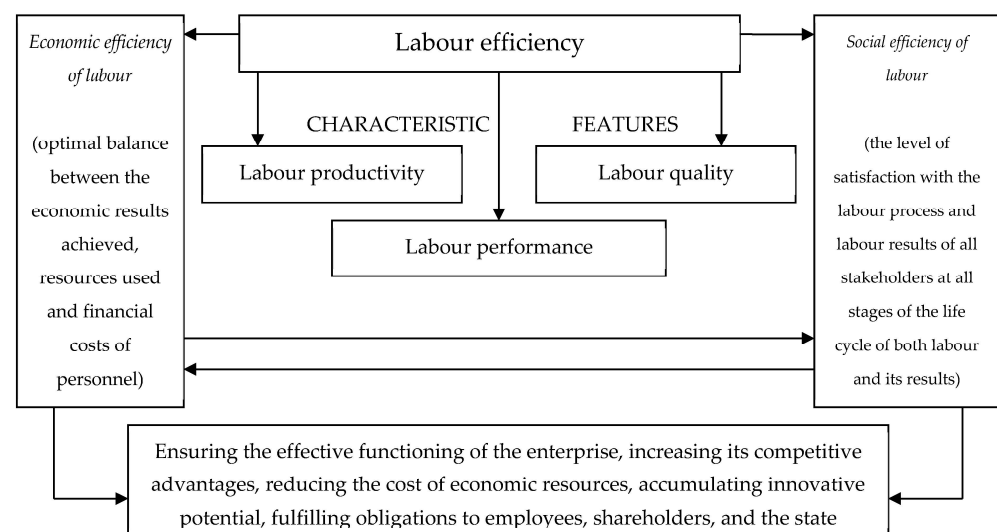 Labour efficiency
Economic efficiency
of labour
(optimal balance
between the
economic results
achieved,
resources used
and financial
costs of
personnel)
CHARACTERISTIC FEATURES
Labour productivity
Labour quality
Labour performance
Social efficiency of
labour
(the level of
satisfaction with the
labour process and
labour results of all
stakeholders at all
stages of the life
cycle of both labour
and its results)
Ensuring the effective functioning of the enterprise, increasing its competitive
advantages, reducing the cost of economic resources, accumulating innovative
potential, fulfilling obligations to employees, shareholders, and the state